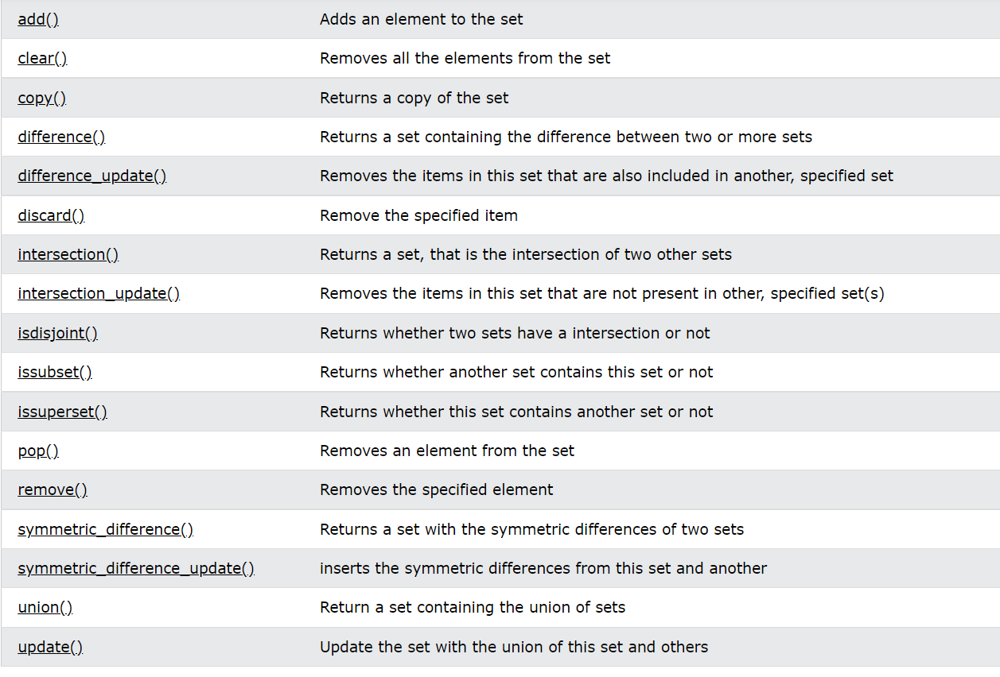 add() Adds an element to the set
clear() Removes all the elements from the set
copy() Returns a copy of the set
difference() Returns a set containing the difference between two or more sets
difference_update() Removes the items in this set that are also included in another, specified set
discard() Remove the specified item
intersection() Returns a set, that is the intersection of two other sets
intersection_update() Removes the items in this set that are not present in other, specified set(s)
isdisjoint() Returns whether two sets have a intersection or not
issubset() Returns whether another set contains this set or not
issuperset() Returns whether this set contains another set or not
pop() Removes an element from the set
remove() Removes the specified element
symmetric_difference() Returns a set with the symmetric differences of two sets
symmetric_difference_update() inserts the symmetric differences from this set and another
union() Return a set containing the union of sets
update() Update the set with the union of this set and others